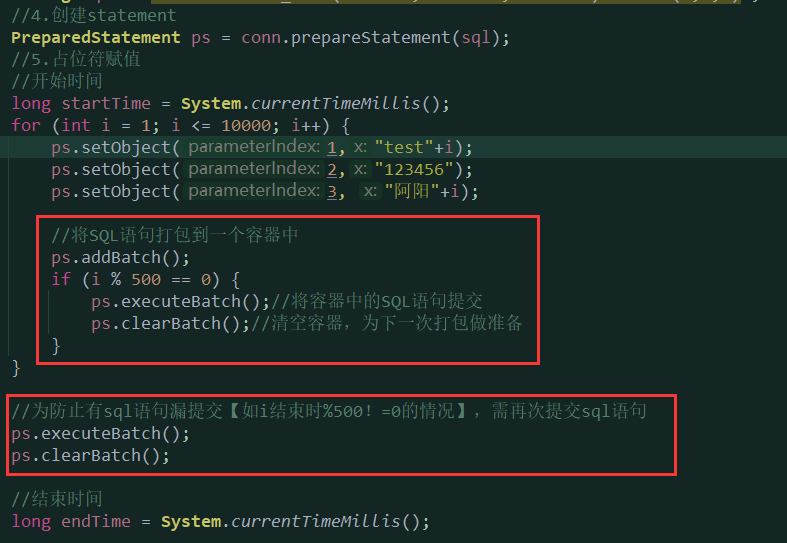 //4.创建statement
PreparedStatement ps = conn.prepareStatement(sql);
//5.占位符赋值
//开始时间
long startTime = System.currentTimeMillis();
for (int i = 1; i <= 10000; i++) {
ps.setObject( parameterIndex: 1, x: "test"+i);
ps.setObject( parameterIndex: 2, x: "123456");
ps.setObject( parameterIndex: 3, x: "阿阳"+i);
//将SQL语句打包到一个容器中
ps.addBatch();
if (i % 500 == 0) {
ps.executeBatch();//将容器中的SQL语句提交
ps.clearBatch();//清空容器，为下一次打包做准备
}
}
//为防止有sql语句漏提交【如i结束时%500！=0的情况】，需再次提交sql语句
ps.executeBatch();
ps.clearBatch();
//结束时间
long endTime = System.currentTimeMillis();